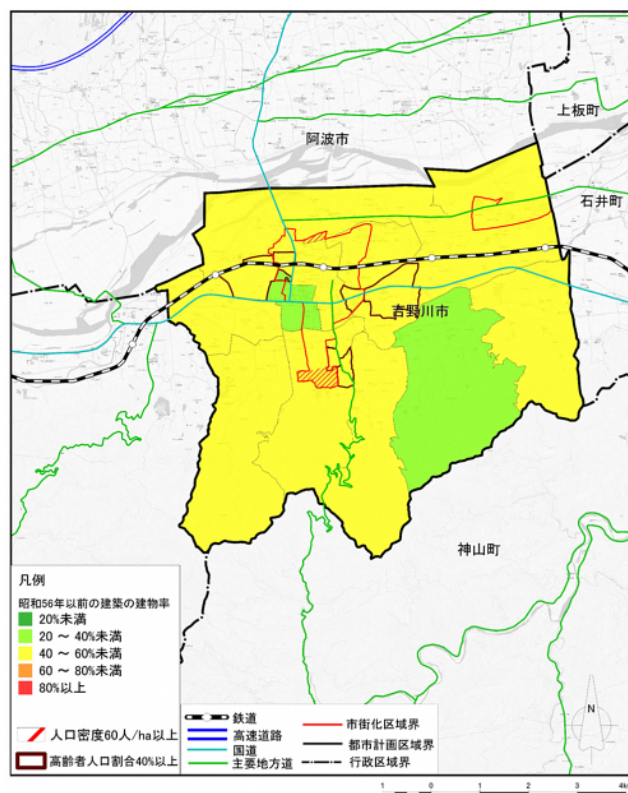 上板町
阿波市
石井町
吉野川市
神山町
凡例
昭和56年以前の建築の建物率
20%未満
20 ～ 40%未満
40 ～ 60%未満
60 ～ 80%未満
80%以上
人口密度60人/ha以上
高齢者人口割合40%以上
鉄道
高速道路
国道
主要地方道
市街化区域界
都市計画区域界
行政区域界
N
1 0 1 2 3 4km